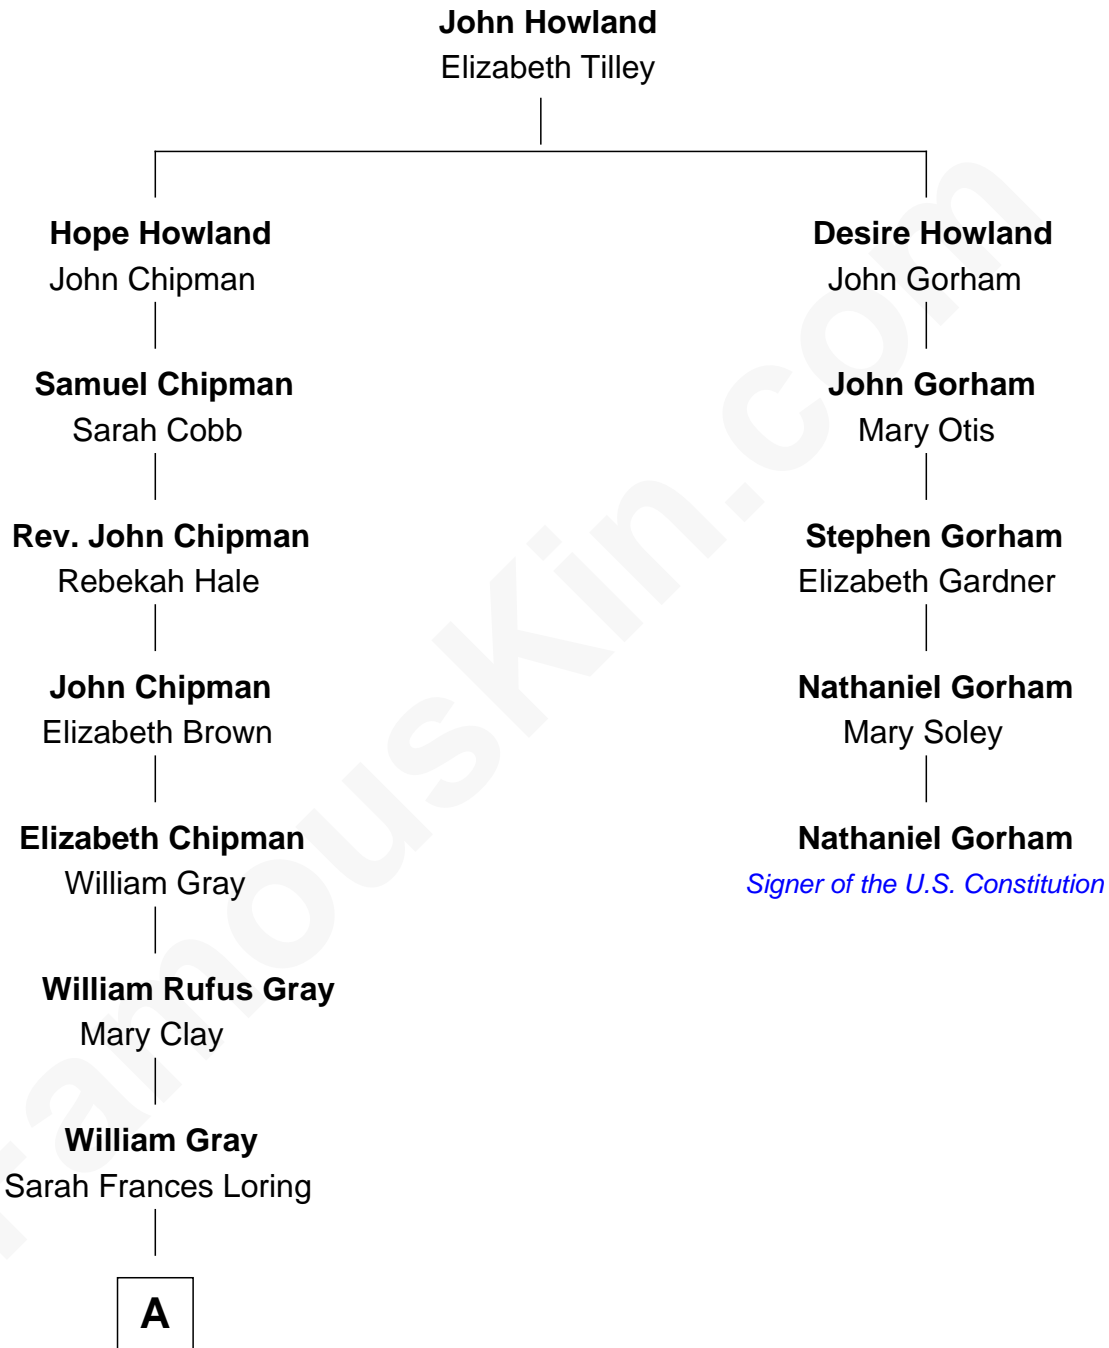 John Howland
Elizabeth Tilley
Hope Howland
John Chipman
Desire Howland
John Gorham
Samuel Chipman
Sarah Cobb
John Gorham
Mary Otis
Rev. John Chipman
Rebekah Hale
Stephen Gorham
Elizabeth Gardner
John Chipman
Elizabeth Brown
Nathaniel Gorham
Mary Soley
Elizabeth Chipman
William Gray
Nathaniel Gorham
Signer of the U.S. Constitution
William Rufus Gray
Mary Clay
William Gray
Sarah Frances Loring
A
famouskin.com